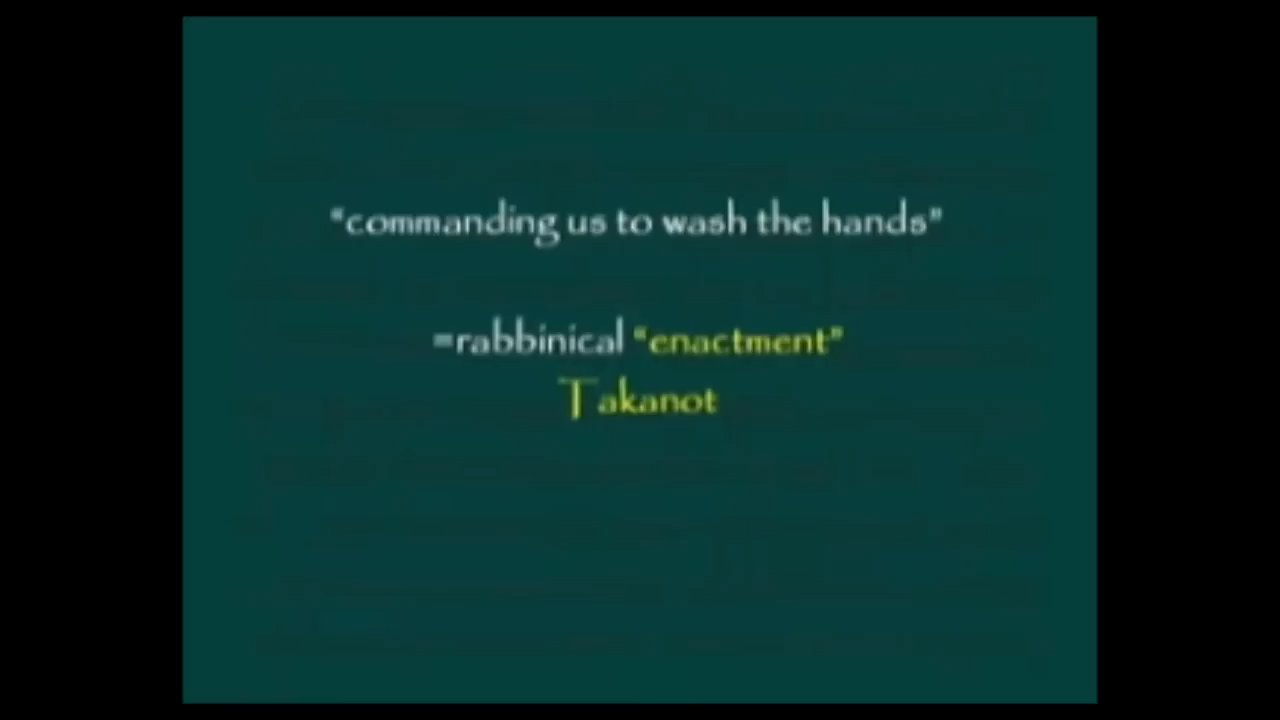 "commanding us to wash the hands"
=rabbinical "enactment"
Takanot